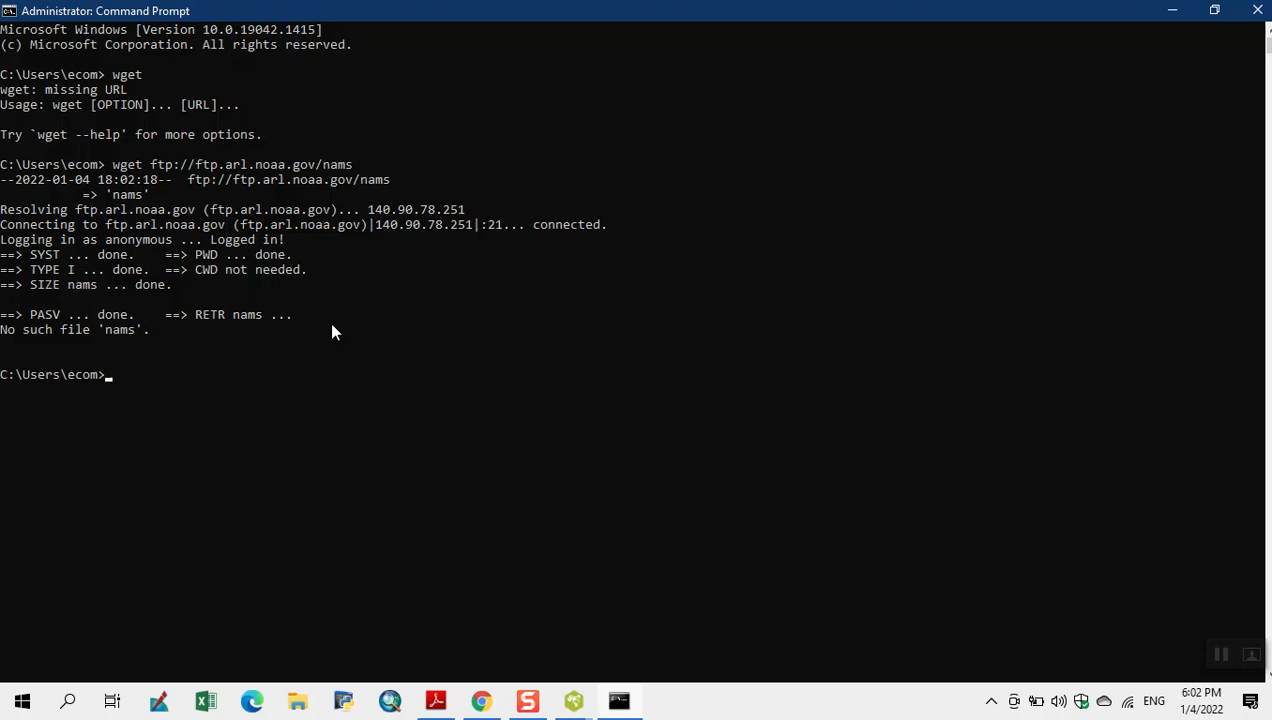 Administrator: Command Prompt
Microsoft Windows [Version 10.0.19042.1415]
(c) Microsoft Corporation. All rights reserved.
C:\Users\ecom> wget
wget: missing URL
Usage: wget [OPTION]... [URL]...
Try `wget --help' for more options.
C:\Users\ecom> wget ftp://ftp.arl.noaa.gov/nams
--2022-01-04 18:02:18--  ftp://ftp.arl.noaa.gov/nams
           => 'nams'
Resolving ftp.arl.noaa.gov (ftp.arl.noaa.gov)... 140.90.78.251
Connecting to ftp.arl.noaa.gov (ftp.arl.noaa.gov)|140.90.78.251|:21... connected.
Logging in as anonymous ... Logged in!
==> SYST ... done.    ==> PWD ... done.
==> TYPE I ... done.  ==> CWD not needed.
==> SIZE nams ... done.
==> PASV ... done.    ==> RETR nams ...
No such file 'nams'.
C:\Users\ecom>
ENG
6:02 PM
1/4/2022